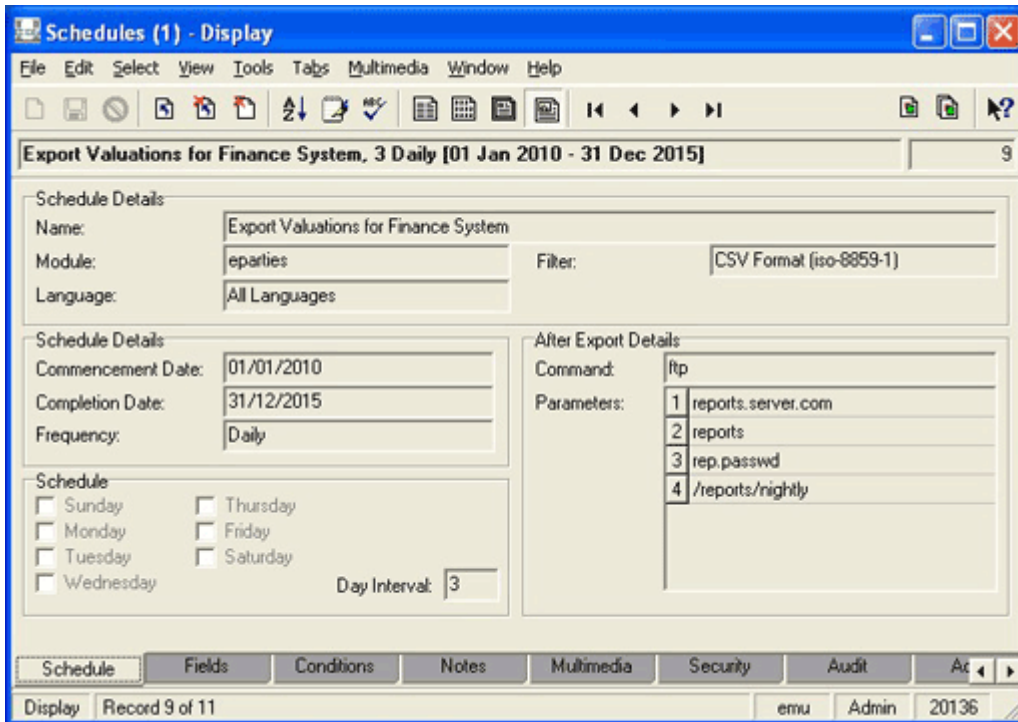 Schedules (1) - Display
File Edit Select View Tools Tabs Multimedia Window Help
Export Valuations for Finance System, 3 Daily [01 Jan 2010 - 31 Dec 2015] 9
Schedule Details
Name: Export Valuations for Finance System
Module: eparties Filter: CSV Format (iso-8859-1)
Language: All Languages
Schedule Details After Export Details
Commencement Date: 01/01/2010 Command: ftp
Completion Date: 31/12/2015 Parameters: 1 reports.server.com
2 reports
Frequency: Daily
3 rep.passwd
Schedule 4 /reports/nightly
Sunday Thursday
Monday Friday
Tuesday Saturday
Wednesday Day Interval: 3
Schedule Fields Conditions Notes Multimedia Security Audit
Display Record 9 of 11 emu Admin 20136